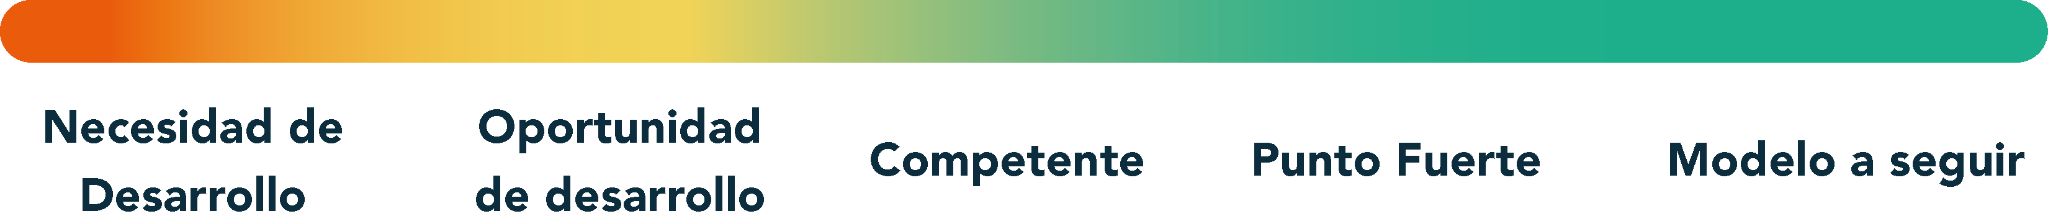 Necesidad de
Desarrollo
Oportunidad
de desarrollo
Competente
Punto Fuerte
Modelo a seguir